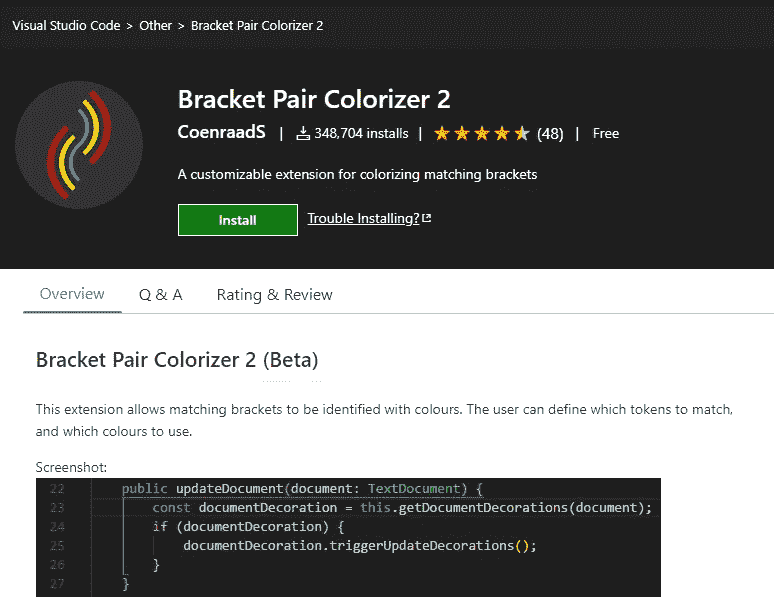 Visual Studio Code > Other > Bracket Pair Colorizer 2
Bracket Pair Colorizer 2
CoenraadS | 348,704 installs | (48) | Free
A customizable extension for colorizing matching brackets
Install Trouble Installing?
Overview Q & A Rating & Review
Bracket Pair Colorizer 2 (Beta)
This extension allows matching brackets to be identified with colours. The user can define which tokens to match,
and which colours to use.
Screenshot:
22 public updateDocument(document: TextDocument) {
23 const documentDecoration = this.getDocumentDecorations(document);
24 if (documentDecoration) {
25 documentDecoration.triggerUpdateDecorations();
26 }
27 }